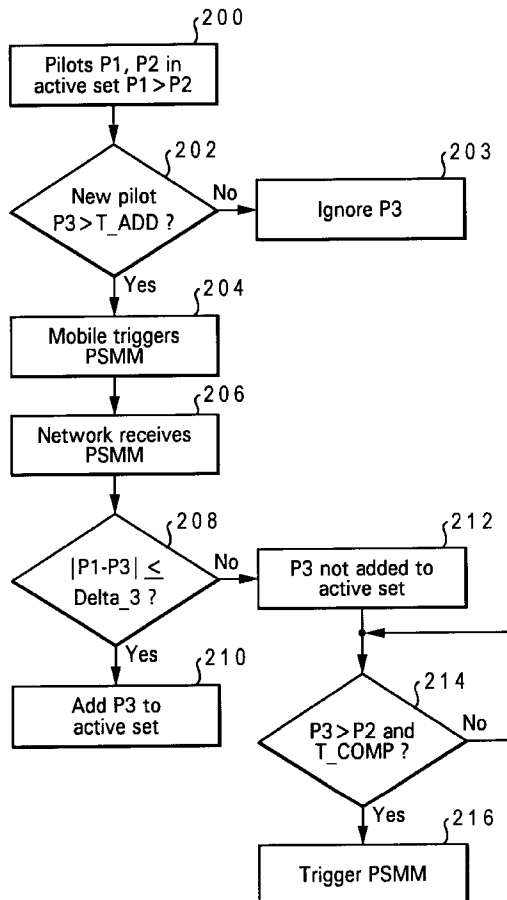 200
Pilots P1, P2 in
active set P1 > P2
202
New pilot
P3 > T_ADD ?
No
203
Ignore P3
Yes
204
Mobile triggers
PSMM
206
Network receives
PSMM
208
|P1-P3| ≤
Delta_3 ?
No
212
P3 not added to
active set
Yes
210
Add P3 to
active set
214
P3 > P2 and
T_COMP ?
No
Yes
216
Trigger PSMM